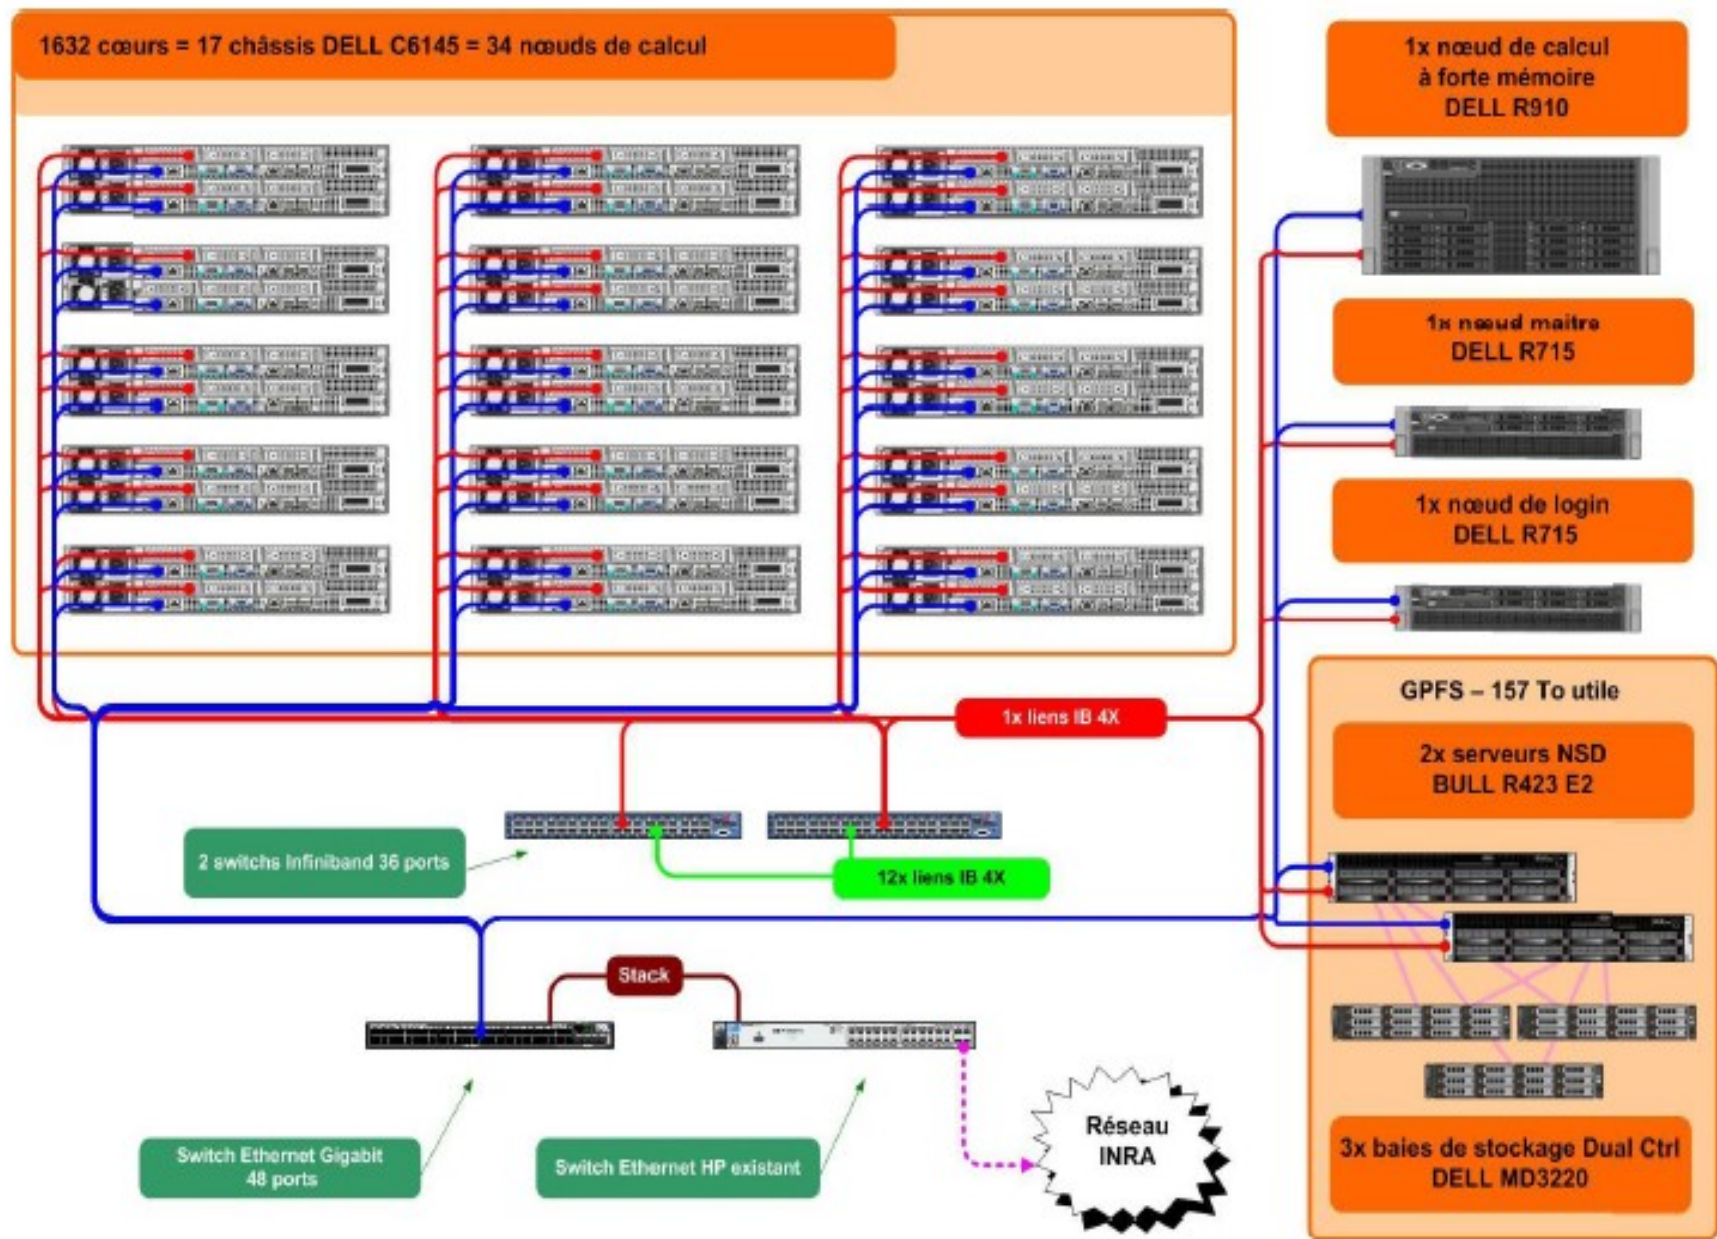 1632 cœurs = 17 châssis DELL C6145 = 34 nœuds de calcul
1x nœud de calcul
à forte mémoire
DELL R910
1x nœud maitre
DELL R715
1x nœud de login
DELL R715
GPFS – 157 To utile
2x serveurs NSD
BULL R423 E2
1x liens IB 4X
2 switchs Infiniband 36 ports
12x liens IB 4X
Stack
Switch Ethernet Gigabit
48 ports
Switch Ethernet HP existant
Réseau
INRA
3x baies de stockage Dual Ctrl
DELL MD3220